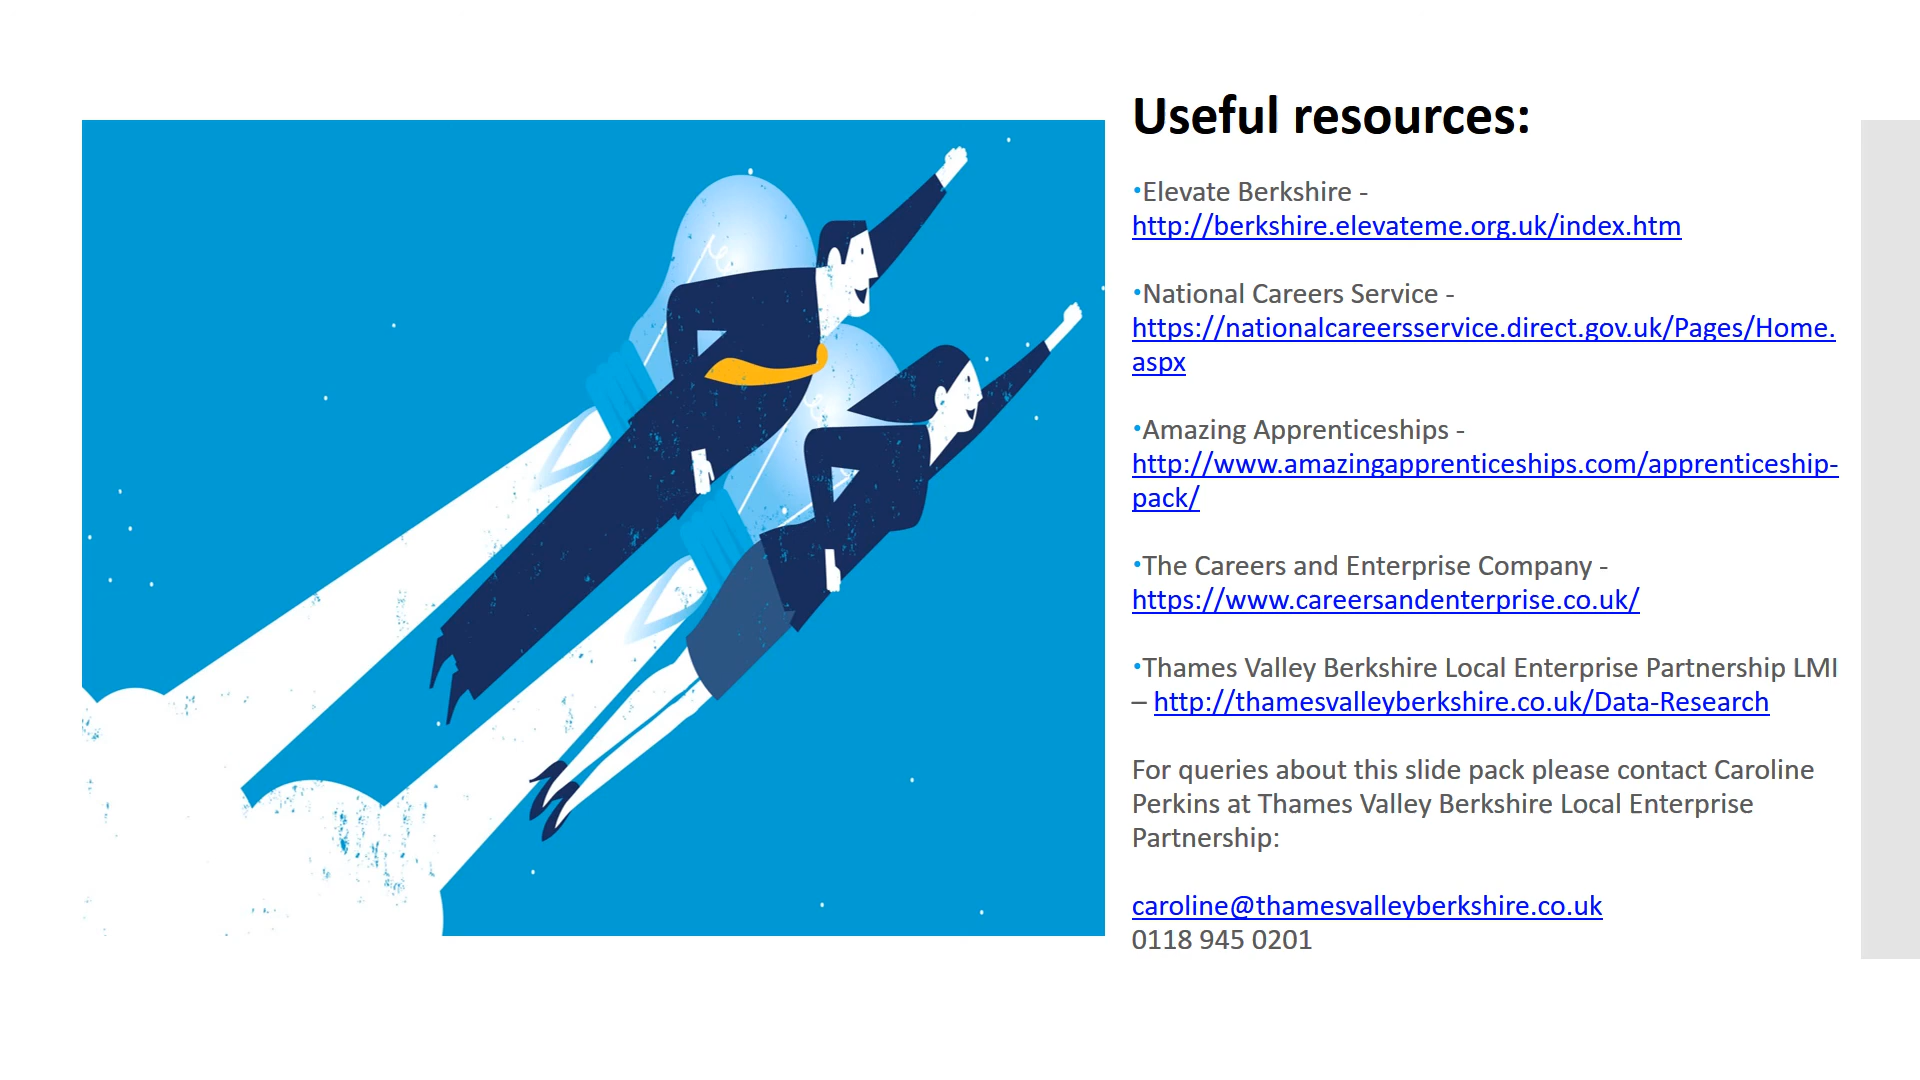 Useful resources:
•Elevate Berkshire -
http://berkshire.elevateme.org.uk/index.htm
•National Careers Service -
https://nationalcareersservice.direct.gov.uk/Pages/Home.
aspx
•Amazing Apprenticeships -
http://www.amazingapprenticeships.com/apprenticeship-
pack/
•The Careers and Enterprise Company -
https://www.careersandenterprise.co.uk/
•Thames Valley Berkshire Local Enterprise Partnership LMI
– http://thamesvalleyberkshire.co.uk/Data-Research
For queries about this slide pack please contact Caroline
Perkins at Thames Valley Berkshire Local Enterprise
Partnership:
caroline@thamesvalleyberkshire.co.uk
0118 945 0201